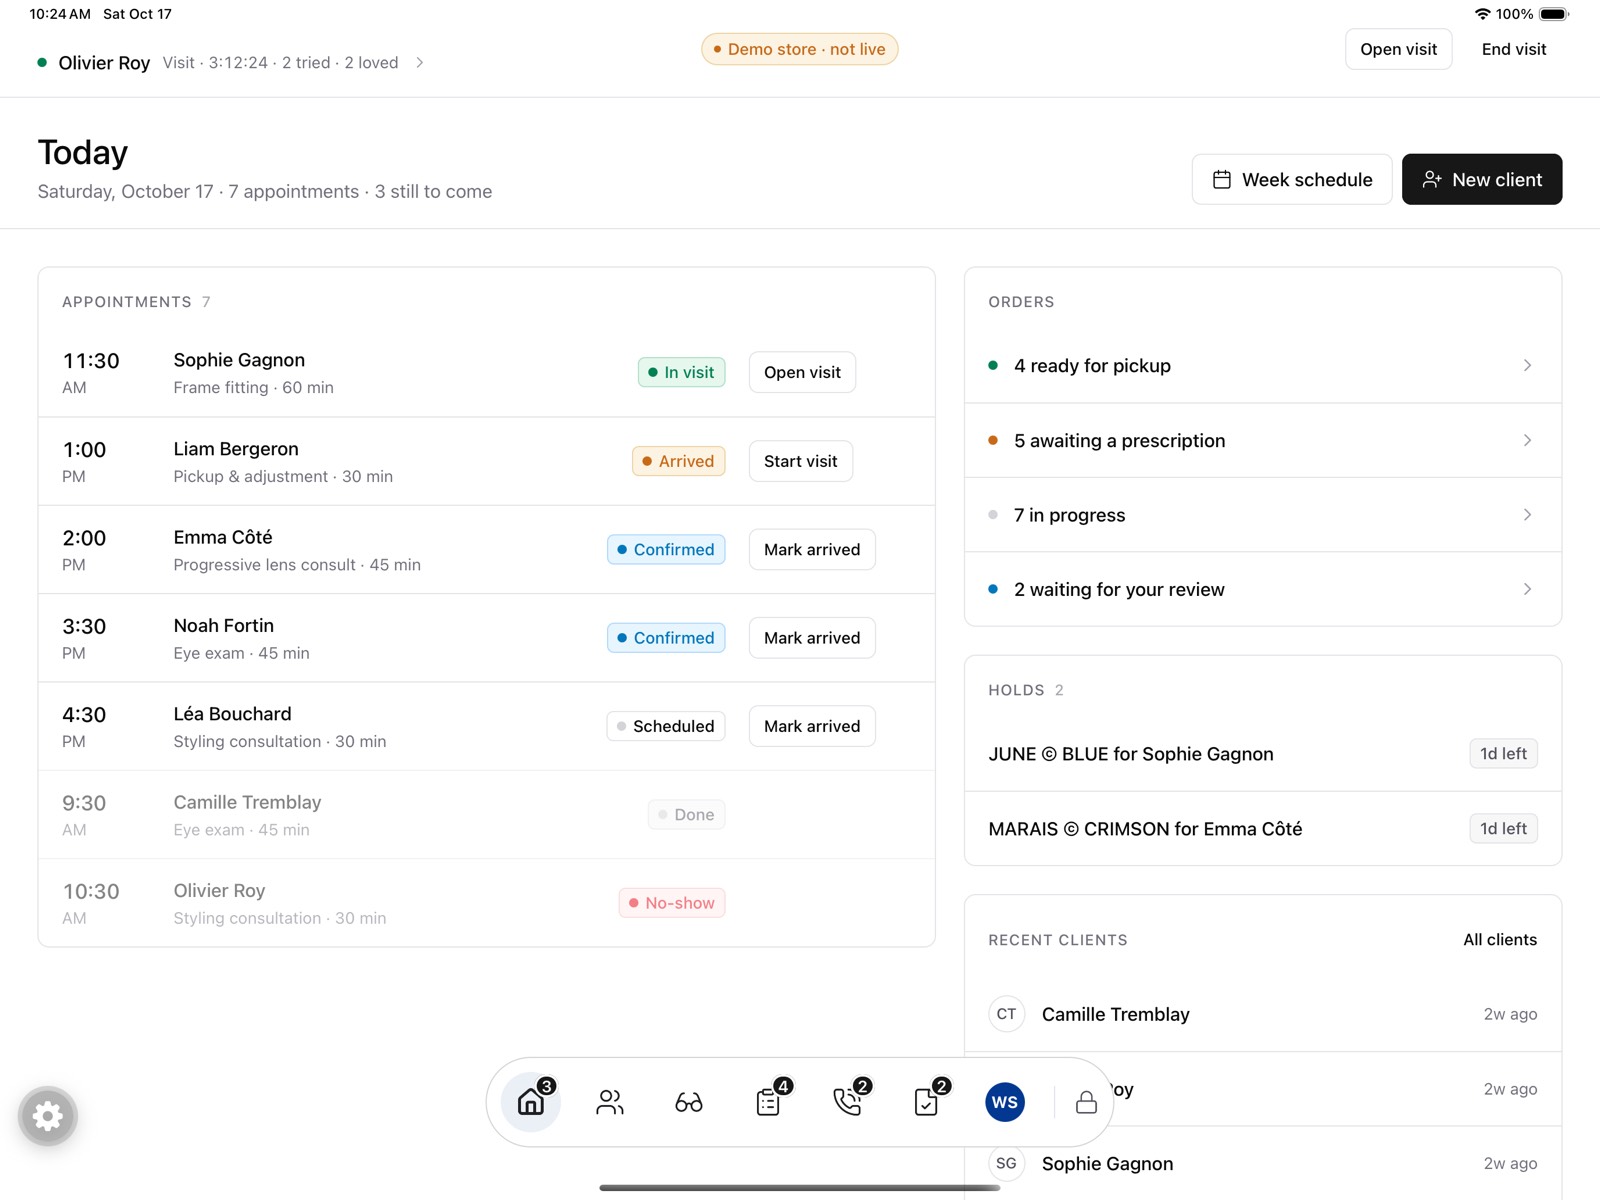 10:24 AM Sat Oct 17
100%
Olivier Roy Visit · 3:12:24 · 2 tried · 2 loved
Demo store · not live
Open visit
End visit
Today
Saturday, October 17 · 7 appointments · 3 still to come
Week schedule
New client
APPOINTMENTS 7
11:30 AM
Sophie Gagnon
Frame fitting · 60 min
In visit
Open visit
1:00 PM
Liam Bergeron
Pickup & adjustment · 30 min
Arrived
Start visit
2:00 PM
Emma Côté
Progressive lens consult · 45 min
Confirmed
Mark arrived
3:30 PM
Noah Fortin
Eye exam · 45 min
Confirmed
Mark arrived
4:30 PM
Léa Bouchard
Styling consultation · 30 min
Scheduled
Mark arrived
9:30 AM
Camille Tremblay
Eye exam · 45 min
Done
10:30 AM
Olivier Roy
Styling consultation · 30 min
No-show
ORDERS
4 ready for pickup
5 awaiting a prescription
7 in progress
2 waiting for your review
HOLDS 2
JUNE © BLUE for Sophie Gagnon
1d left
MARAIS © CRIMSON for Emma Côté
1d left
RECENT CLIENTS
All clients
CT Camille Tremblay
2w ago
oy
2w ago
SG Sophie Gagnon
2w ago
3
4
2
2
WS